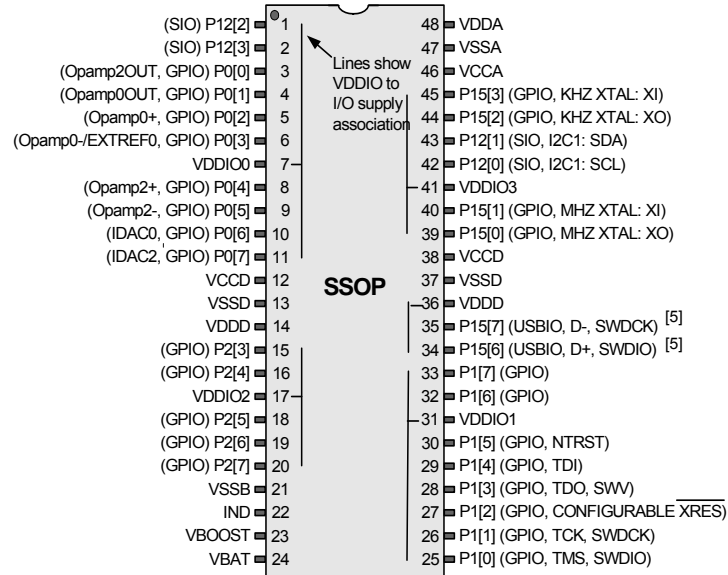 (SIO) P12[2] 1
(SIO) P12[3] 2
(Opamp2OUT, GPIO) P0[0] 3
(Opamp0OUT, GPIO) P0[1] 4
(Opamp0+, GPIO) P0[2] 5
(Opamp0-/EXTREF0, GPIO) P0[3] 6
VDDIO0 7
(Opamp2+, GPIO) P0[4] 8
(Opamp2-, GPIO) P0[5] 9
(IDAC0, GPIO) P0[6] 10
(IDAC2, GPIO) P0[7] 11
VCCD 12
VSSD 13
VDDD 14
(GPIO) P2[3] 15
(GPIO) P2[4] 16
VDDIO2 17
(GPIO) P2[5] 18
(GPIO) P2[6] 19
(GPIO) P2[7] 20
VSSB 21
IND 22
VBOOST 23
VBAT 24
Lines show
VDDIO to
I/O supply
association
SSOP
48 VDDA
47 VSSA
46 VCCA
45 P15[3] (GPIO, KHZ XTAL: XI)
44 P15[2] (GPIO, KHZ XTAL: XO)
43 P12[1] (SIO, I2C1: SDA)
42 P12[0] (SIO, I2C1: SCL)
41 VDDIO3
40 P15[1] (GPIO, MHZ XTAL: XI)
39 P15[0] (GPIO, MHZ XTAL: XO)
38 VCCD
37 VSSD
36 VDDD
35 P15[7] (USBIO, D-, SWDCK) [5]
34 P15[6] (USBIO, D+, SWDIO) [5]
33 P1[7] (GPIO)
32 P1[6] (GPIO)
31 VDDIO1
30 P1[5] (GPIO, NTRST)
29 P1[4] (GPIO, TDI)
28 P1[3] (GPIO, TDO, SWV)
27 P1[2] (GPIO, CONFIGURABLE XRES)
26 P1[1] (GPIO, TCK, SWDCK)
25 P1[0] (GPIO, TMS, SWDIO)